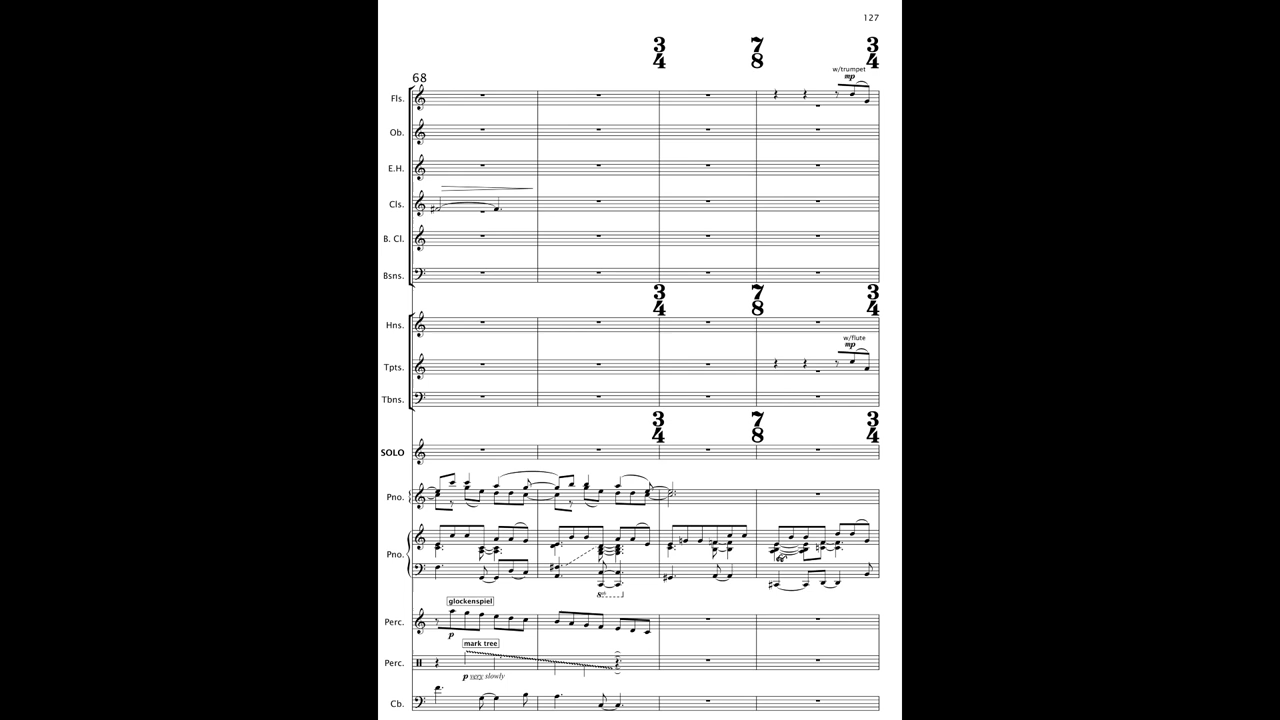 127
3 7 3
4 8 4
68
w/trumpet
mp
Fls.
Ob.
E.H.
Cls.
B. Cl.
Bsns.
3 7 3
4 8 4
Hns.
w/flute
mp
Tpts.
Tbns.
3 7 3
4 8 4
SOLO
Pno.
Pno.
8vb
glockenspiel
Perc.
p
mark tree
Perc.
p very slowly
Cb.